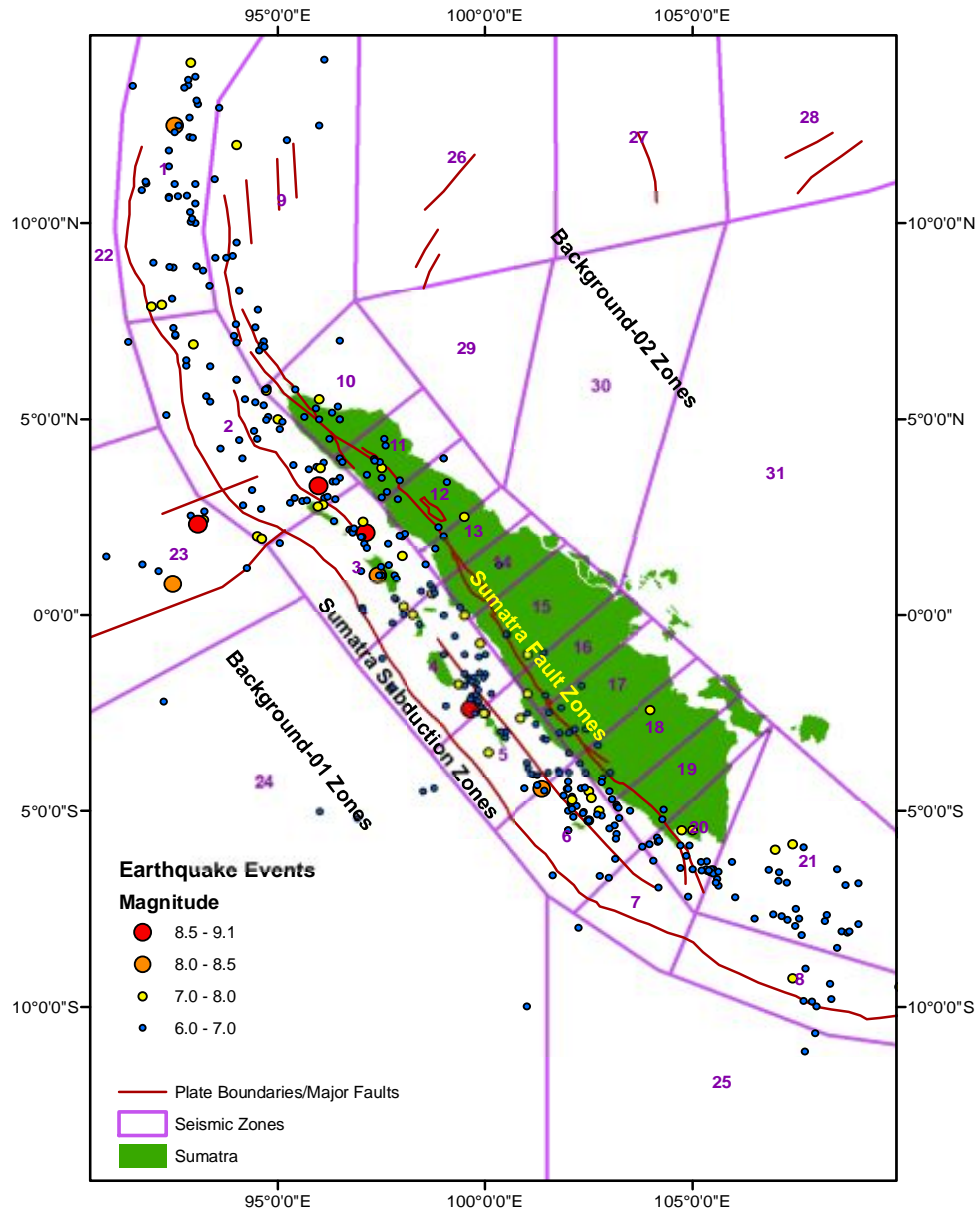 95°0'0"E 100°0'0"E 105°0'0"E
28
27
26
1
9
10°0'0"N 10°0'0"N
22
Background-02 Zones
29
10
30
5°0'0"N 5°0'0"N
2
11
31
12
13
23
3
14
Sumatra Fault Zones
15
0°0'0" 0°0'0"
16
Sumatra Subduction Zones
4
17
Background-01 Zones
18
5
19
24
5°0'0"S 5°0'0"S
20
6
21
Earthquake Events
Magnitude
7
8.5 - 9.1
8.0 - 8.5
8
7.0 - 8.0
10°0'0"S 10°0'0"S
6.0 - 7.0
25
Plate Boundaries/Major Faults
Seismic Zones
Sumatra
95°0'0"E 100°0'0"E 105°0'0"E